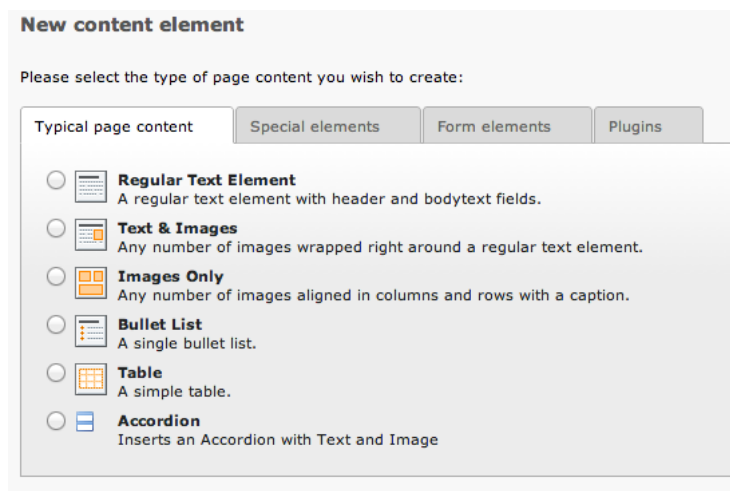 New content element
Please select the type of page content you wish to create:
Typical page content Special elements Form elements Plugins
Regular Text Element
A regular text element with header and bodytext fields.
Text & Images
Any number of images wrapped right around a regular text element.
Images Only
Any number of images aligned in columns and rows with a caption.
Bullet List
A single bullet list.
Table
A simple table.
Accordion
Inserts an Accordion with Text and Image